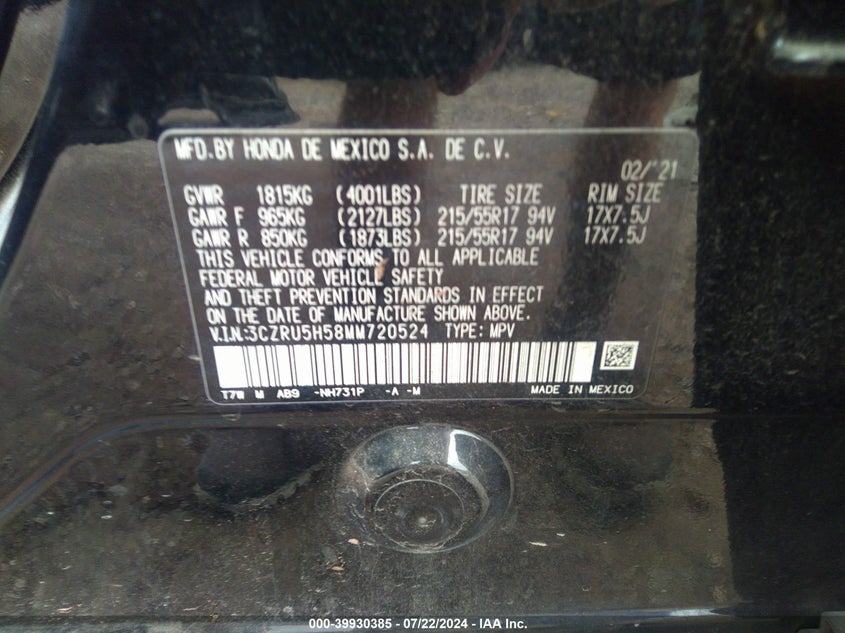 MFD.BY HONDA DE MEXICO S.A. DE C.V.
02/'21
GVWR 1815KG (4001LBS) TIRE SIZE RIM SIZE
GAWR F 965KG (2127LBS) 215/55R17 94V 17X7.5J
GAWR R 850KG (1873LBS) 215/55R17 94V 17X7.5J
THIS VEHICLE CONFORMS TO ALL APPLICABLE
FEDERAL MOTOR VEHICLE SAFETY
AND THEFT PREVENTION STANDARDS IN EFFECT
ON THE DATE OF MANUFACTURE SHOWN ABOVE.
V.I.N.:3CZRU5H58MM720524 TYPE: MPV
T7W M AB9 -NH731P -A -M MADE IN MEXICO
000-39930385 - 07/22/2024 - IAA Inc.